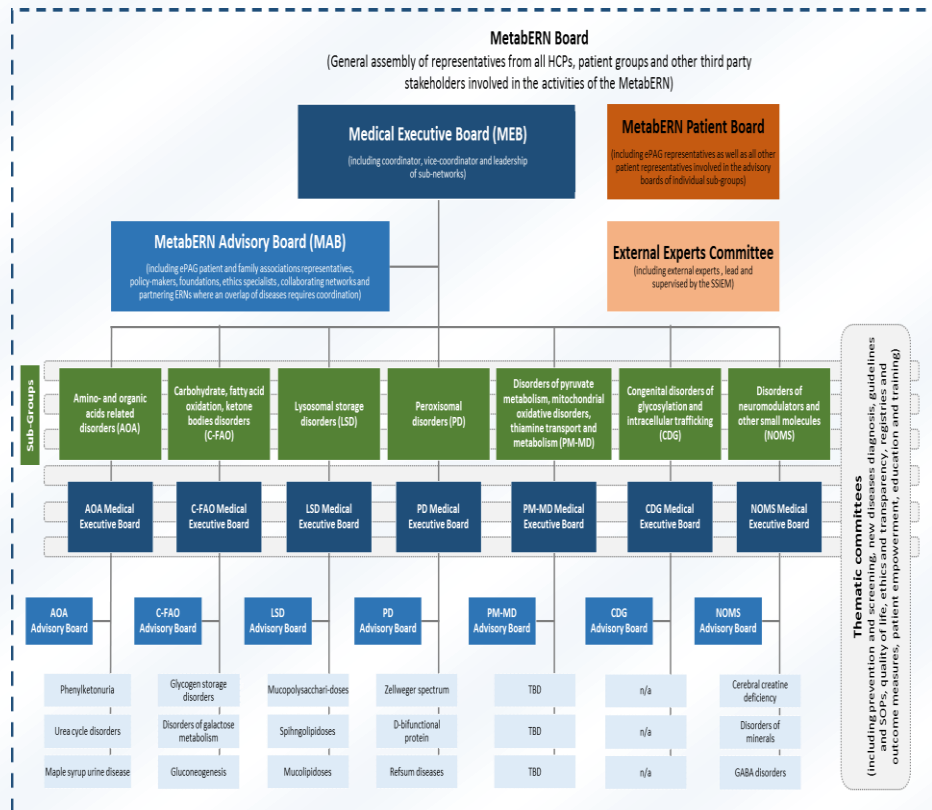 MetabERN Board
(General assembly of representatives from all HCPs, patient groups and other third party
stakeholders involved in the activities of the MetabERN)
Medical Executive Board (MEB)
(including coordinator, vice-coordinator and leadership
of sub-networks)
MetabERN Patient Board
(including ePAG representatives as well as all other
patient representatives involved in the advisory
boards of individual sub-groups)
MetabERN Advisory Board (MAB)
(including ePAG patient and family associations representatives,
policy-makers, foundations, ethics specialists, collaborating networks and
partnering ERNs where an overlap of diseases requires coordination)
External Experts Committee
(including external experts , lead and
supervised by the SSIEM)
Sub-Groups
Amino- and organic
acids related
disorders (AOA)
Carbohydrate, fatty acid
oxidation, ketone
bodies disorders
(C-FAO)
Lysosomal storage
disorders (LSD)
Peroxisomal
disorders (PD)
Disorders of pyruvate
metabolism, mitochondrial
oxidative disorders,
thiamine transport and
metabolism (PM-MD)
Congenital disorders of
glycosylation and
intracellular trafficking
(CDG)
Disorders of
neuromodulators and
other small molecules
(NOMS)
AOA Medical
Executive Board
C-FAO Medical
Executive Board
LSD Medical
Executive Board
PD Medical
Executive Board
PM-MD Medical
Executive Board
CDG Medical
Executive Board
NOMS Medical
Executive Board
AOA
Advisory Board
C-FAO
Advisory Board
LSD
Advisory Board
PD
Advisory Board
PM-MD
Advisory Board
CDG
Advisory Board
NOMS
Advisory Board
Phenylketonuria
Glycogen storage
disorders
Mucopolysacchari-doses
Zellweger spectrum
TBD
n/a
Cerebral creatine
deficiency
Urea cycle disorders
Disorders of galactose
metabolism
Spihngolipidoses
D-bifunctional
protein
TBD
n/a
Disorders of
minerals
Maple syrup urine disease
Gluconeogenesis
Mucolipidoses
Refsum diseases
TBD
n/a
GABA disorders
Thematic committees
(including prevention and screening, new diseases diagnosis, guidelines
and SOPs, quality of life, ethics and transparency, registries and
outcome measures, patient empowerment, education and training)